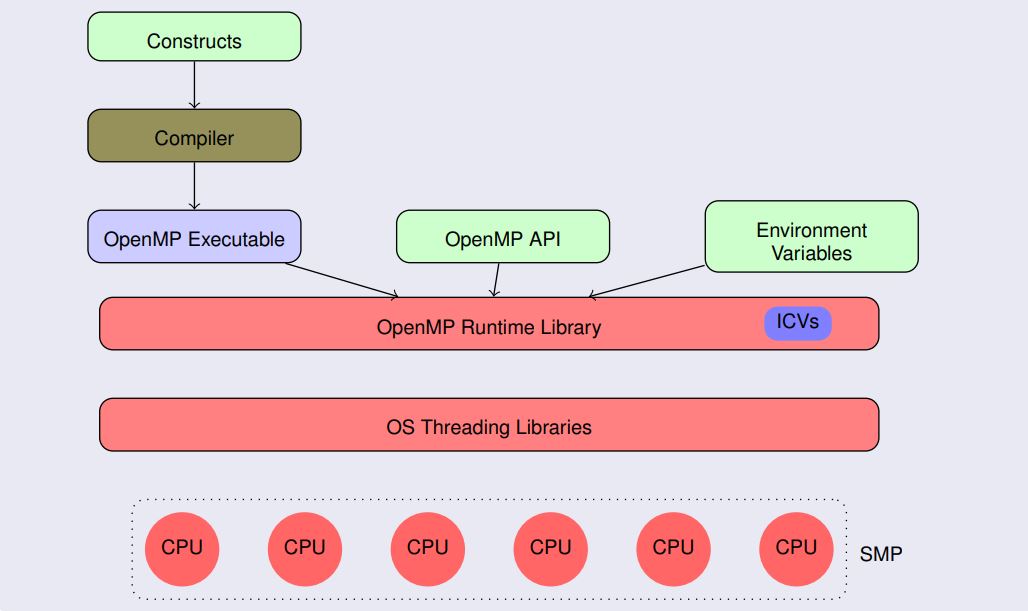 Constructs
Compiler
OpenMP Executable
OpenMP API
Environment
Variables
OpenMP Runtime Library
ICVs
OS Threading Libraries
CPU
CPU
CPU
CPU
CPU
CPU
SMP